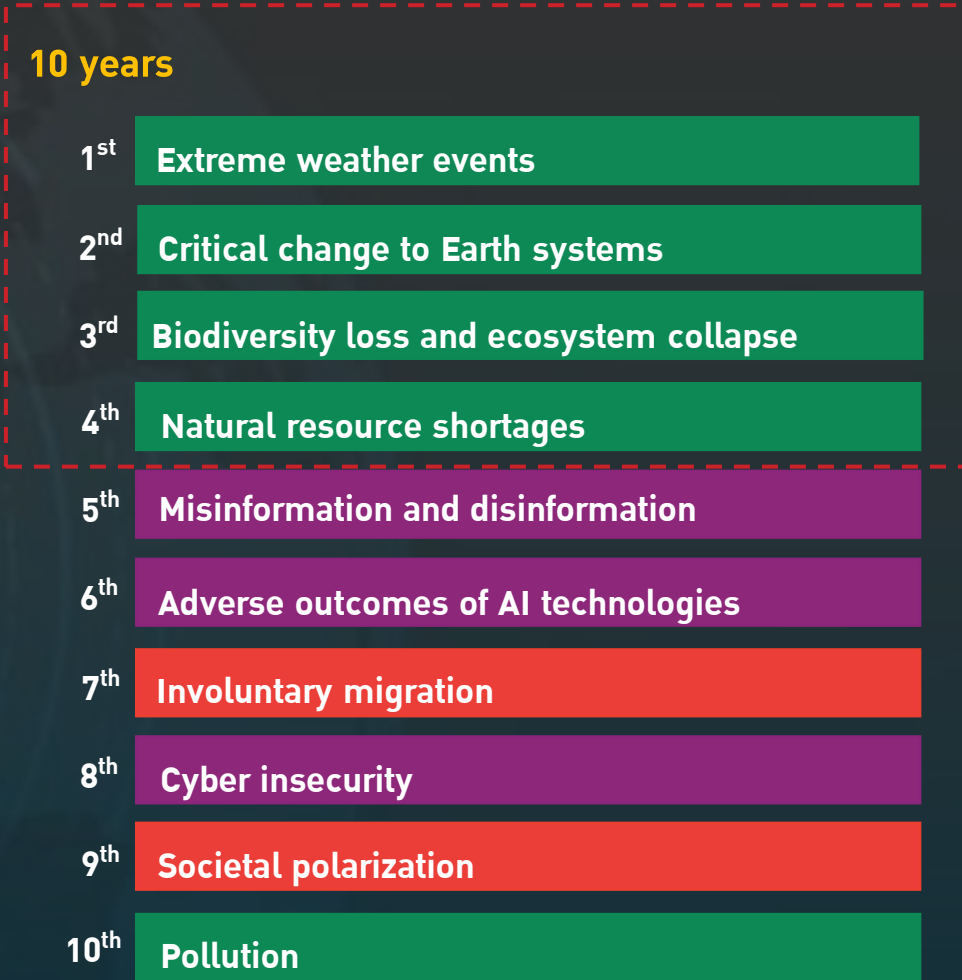 10 years
1st Extreme weather events
2nd Critical change to Earth systems
3rd Biodiversity loss and ecosystem collapse
4th Natural resource shortages
5th Misinformation and disinformation
6th Adverse outcomes of AI technologies
7th Involuntary migration
8th Cyber insecurity
9th Societal polarization
10th Pollution